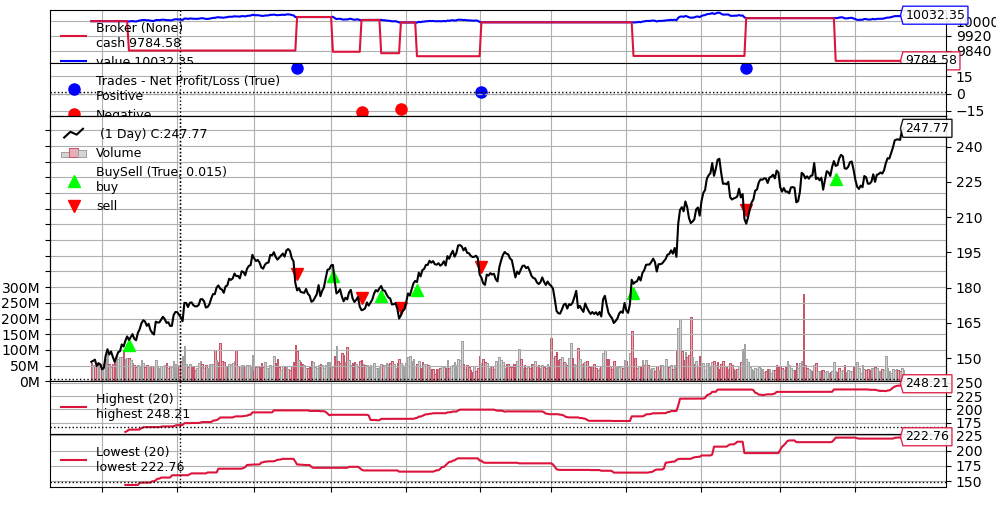 Broker (None)
cash 9784.58
value 10032.35
10032.35
10000
9920
9840
9784.58
Trades - Net Profit/Loss (True)
Positive
Negative
15
0
−15
(1 Day) C:247.77
Volume
BuySell (True, 0.015)
buy
sell
247.77
240
225
210
195
180
165
150
300M
250M
200M
150M
100M
50M
0M
Highest (20)
highest 248.21
250
248.21
225
200
175
Lowest (20)
lowest 222.76
225
222.76
200
175
150